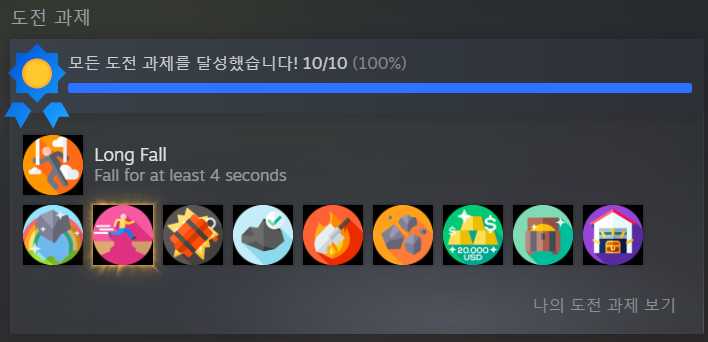 도전 과제
모든 도전 과제를 달성했습니다! 10/10 (100%)
Long Fall
Fall for at least 4 seconds
$ $
20.000
USD
나의 도전 과제 보기